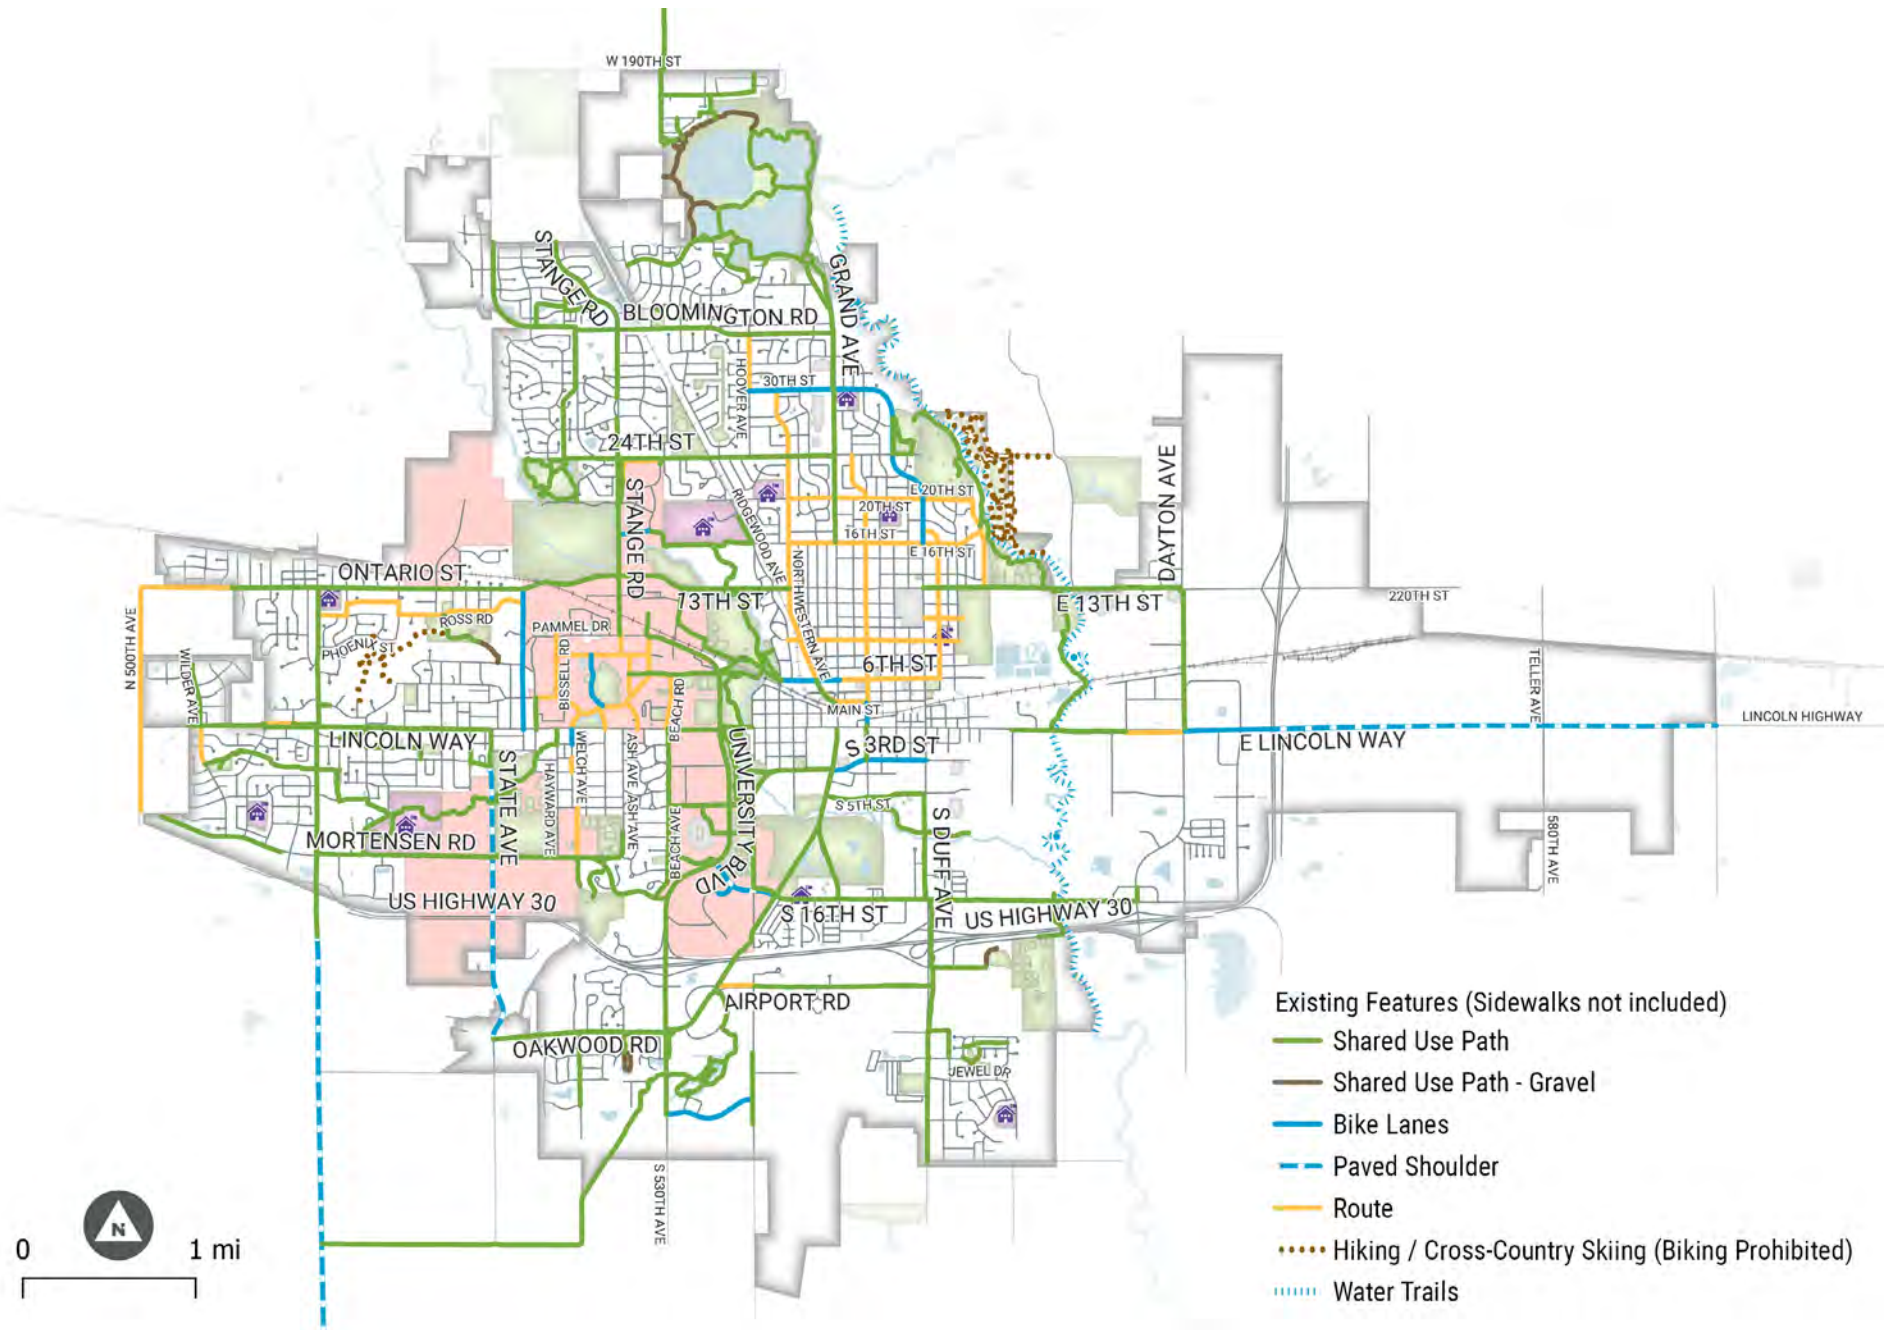 W 190TH ST
STANGE RD
GRAND AVE
BLOOMINGTON RD
HOOVER AVE
30TH ST
24TH ST
STANGE RD
RIDGEWOOD AVE
E 20TH ST
20TH ST
16TH ST
E 16TH ST
DAYTON AVE
ONTARIO ST
13TH ST
NORTHWESTERN AVE
E 13TH ST
220TH ST
N 500TH AVE
ROSS RD
PAMMEL DR
PHOENIX ST
WILDER AVE
BISSELL RD
BEACH RD
6TH ST
TELLER AVE
MAIN ST
LINCOLN HIGHWAY
LINCOLN WAY
STATE AVE
HAYWARD AVE
WELCH AVE
ASH AVE
ASH AVE
UNIVERSITY BLVD
S 3RD ST
E LINCOLN WAY
S 5TH ST
S DUFF AVE
580TH AVE
MORTENSEN RD
BEACH AVE
US HIGHWAY 30
S 16TH ST
US HIGHWAY 30
AIRPORT RD
OAKWOOD RD
JEWEL DR
S 530TH AVE
N
0 1 mi
Existing Features (Sidewalks not included)
Shared Use Path
Shared Use Path - Gravel
Bike Lanes
Paved Shoulder
Route
Hiking / Cross-Country Skiing (Biking Prohibited)
Water Trails